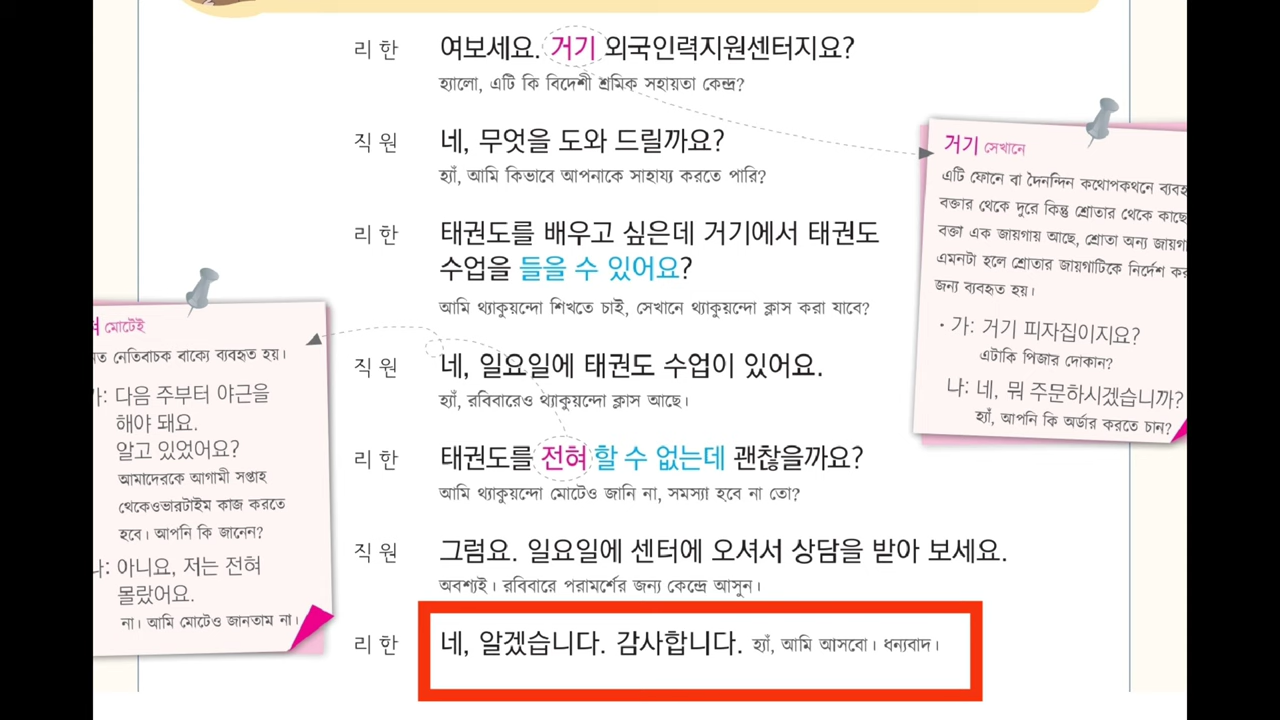 리 한 여보세요. 거기 외국인력지원센터지요?
হ্যালো, এটি কি বিদেশী শ্রমিক সহায়তা কেন্দ্র?
직 원 네, 무엇을 도와 드릴까요?
হ্যাঁ, আমি কিভাবে আপনাকে সাহায্য করতে পারি?
리 한 태권도를 배우고 싶은데 거기에서 태권도
수업을 들을 수 있어요?
আমি থ্যাকুয়ন্দো শিখতে চাই, সেখানে থ্যাকুয়ন্দো ক্লাস করা যাবে?
직 원 네, 일요일에 태권도 수업이 있어요.
হ্যাঁ, রবিবারেও থ্যাকুয়ন্দো ক্লাস আছে।
리 한 태권도를 전혀 할 수 없는데 괜찮을까요?
আমি থ্যাকুয়ন্দো মোটেও জানি না, সমস্যা হবে না তো?
직 원 그럼요. 일요일에 센터에 오셔서 상담을 받아 보세요.
অবশ্যই। রবিবারে পরামর্শের জন্য কেন্দ্রে আসুন।
리 한 네, 알겠습니다. 감사합니다. হ্যাঁ, আমি আসবো। ধন্যবাদ।
거기 সেখানে
এটি ফোনে বা দৈনন্দিন কথোপকথনে
বক্তার থেকে দুরে কিন্তু শ্রোতার থেকে কাছে
বক্তা এক জায়গায় আছে, শ্রোতা অন্য
এমনটা হলে শ্রোতার জায়গাটিকে নির্দেশ
জন্য ব্যবহৃত হয়।
· 가: 거기 피자집이지요?
এটাকি পিজার দোকান?
나: 네, 뭐 주문하시겠습니까?
হ্যাঁ, আপনি কি অর্ডার করতে চান?
মোটেই
নেতিবাচক বাক্যে ব্যবহৃত হয়।
가: 다음 주부터 야근을
해야 돼요.
알고 있었어요?
আমাদেরকে আগামী সপ্তাহ
থেকেওভারটাইম কাজ করতে
হবে। আপনি কি জানেন?
나: 아니요, 저는 전혀
몰랐어요.
না। আমি মোটেও জানতাম না।